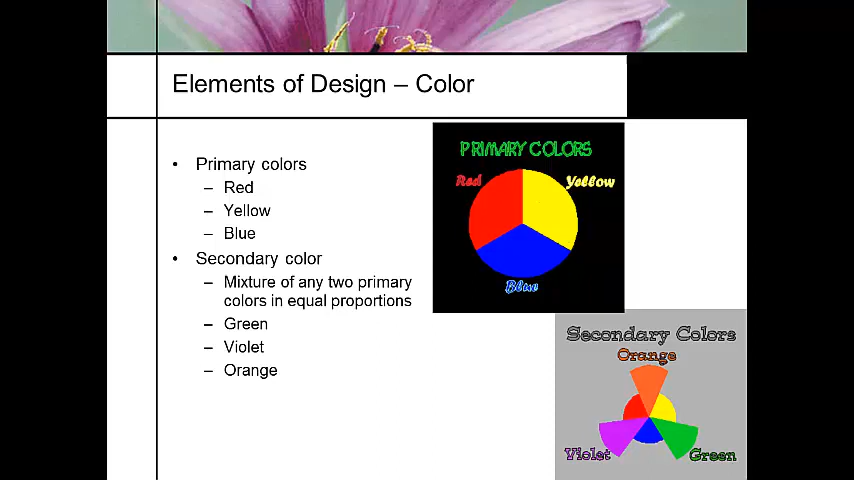 Elements of Design – Color
• Primary colors
– Red
– Yellow
– Blue
• Secondary color
– Mixture of any two primary
colors in equal proportions
– Green
– Violet
– Orange
PRIMARY COLORS
Red
Yellow
Blue
Secondary Colors
Orange
Violet
Green